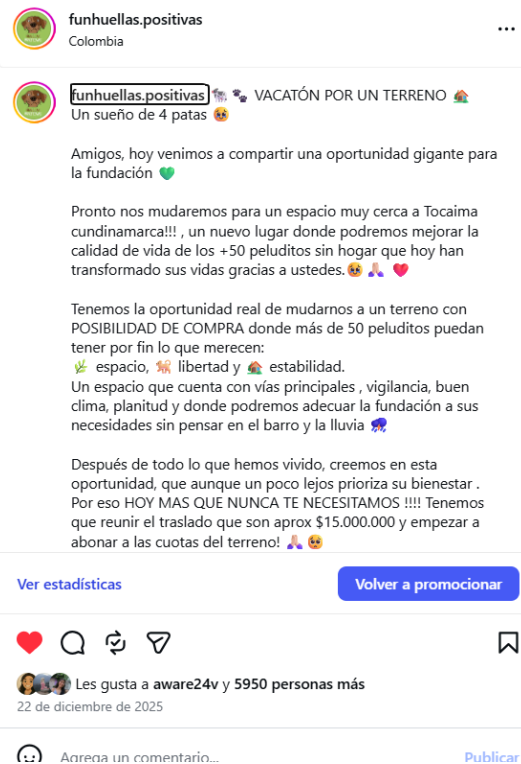 funhuellas.positivas
Colombia
funhuellas.positivas 🐄 🐾 VACATÓN POR UN TERRENO 🏠
Un sueño de 4 patas 🥹
Amigos, hoy venimos a compartir una oportunidad gigante para
la fundación 💚
Pronto nos mudaremos para un espacio muy cerca a Tocaima
cundinamarca!!! , un nuevo lugar donde podremos mejorar la
calidad de vida de los +50 peluditos sin hogar que hoy han
transformado sus vidas gracias a ustedes.🥹 🙏🏻 ❤️
Tenemos la oportunidad real de mudarnos a un terreno con
POSIBILIDAD DE COMPRA donde más de 50 peluditos puedan
tener por fin lo que merecen:
🌿 espacio, 🐕 libertad y 🏠 estabilidad.
Un espacio que cuenta con vías principales , vigilancia, buen
clima, planitud y donde podremos adecuar la fundación a sus
necesidades sin pensar en el barro y la lluvia ⛈️
Después de todo lo que hemos vivido, creemos en esta
oportunidad, que aunque un poco lejos prioriza su bienestar .
Por eso HOY MAS QUE NUNCA TE NECESITAMOS !!!! Tenemos
que reunir el traslado que son aprox $15.000.000 y empezar a
abonar a las cuotas del terreno! 🙏🏻 🥹
Ver estadísticas
Volver a promocionar
Les gusta a aware24v y 5950 personas más
22 de diciembre de 2025
Agrega un comentario...
Publicar